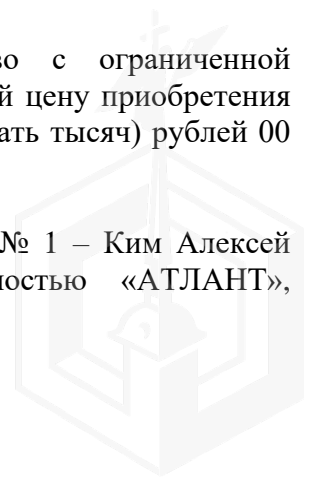 во с ограниченной
й цену приобретения
ать тысяч) рублей 00
№ 1 – Ким Алексей
ностью «АТЛАНТ»,